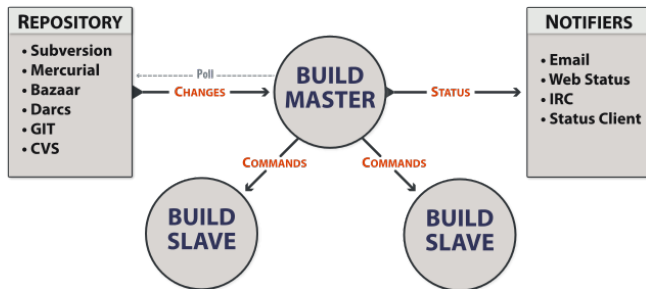 REPOSITORY
• Subversion
• Mercurial
• Bazaar
• Darcs
• GIT
• CVS
Poll
CHANGES
BUILD
MASTER
STATUS
NOTIFIERS
• Email
• Web Status
• IRC
• Status Client
COMMANDS
COMMANDS
BUILD
SLAVE
BUILD
SLAVE